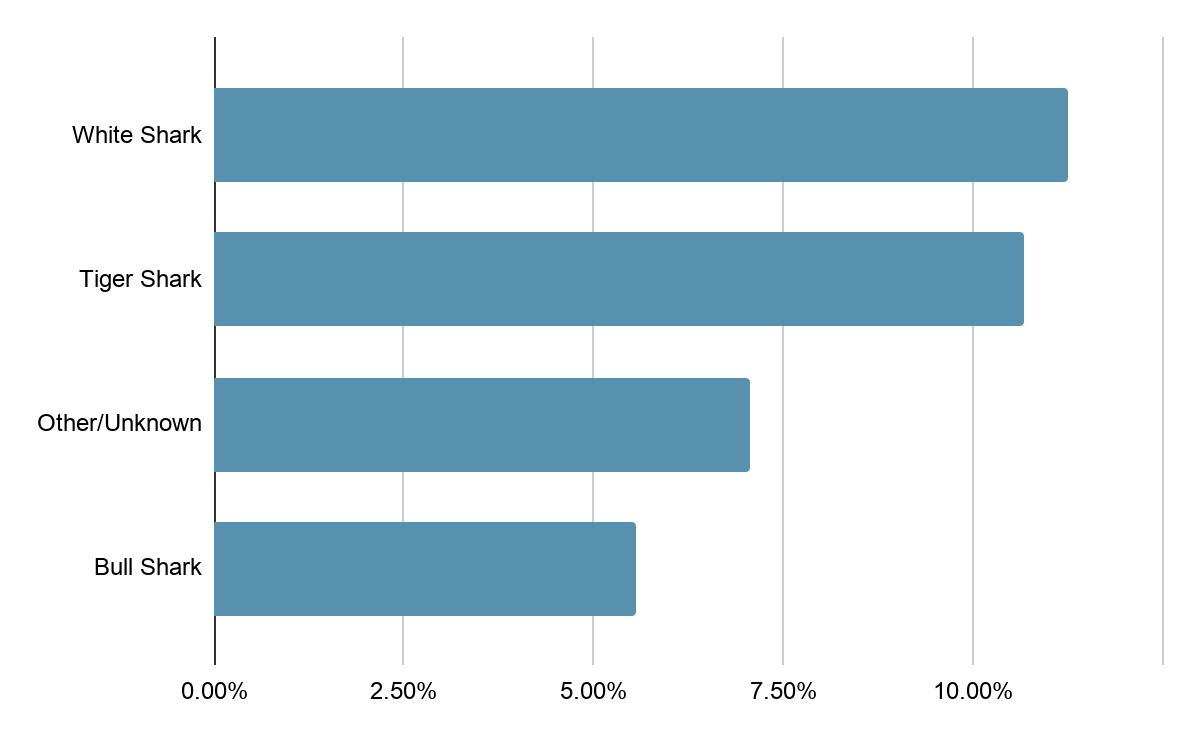 White Shark
Tiger Shark
Other/Unknown
Bull Shark
0.00% 2.50% 5.00% 7.50% 10.00%